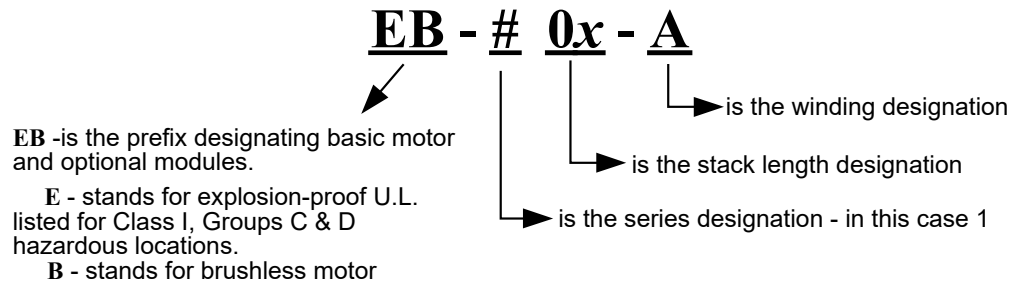 EB - # 0x - A
is the winding designation
EB -is the prefix designating basic motor
and optional modules.
is the stack length designation
E - stands for explosion-proof U.L.
listed for Class I, Groups C & D
hazardous locations.
is the series designation - in this case 1
B - stands for brushless motor